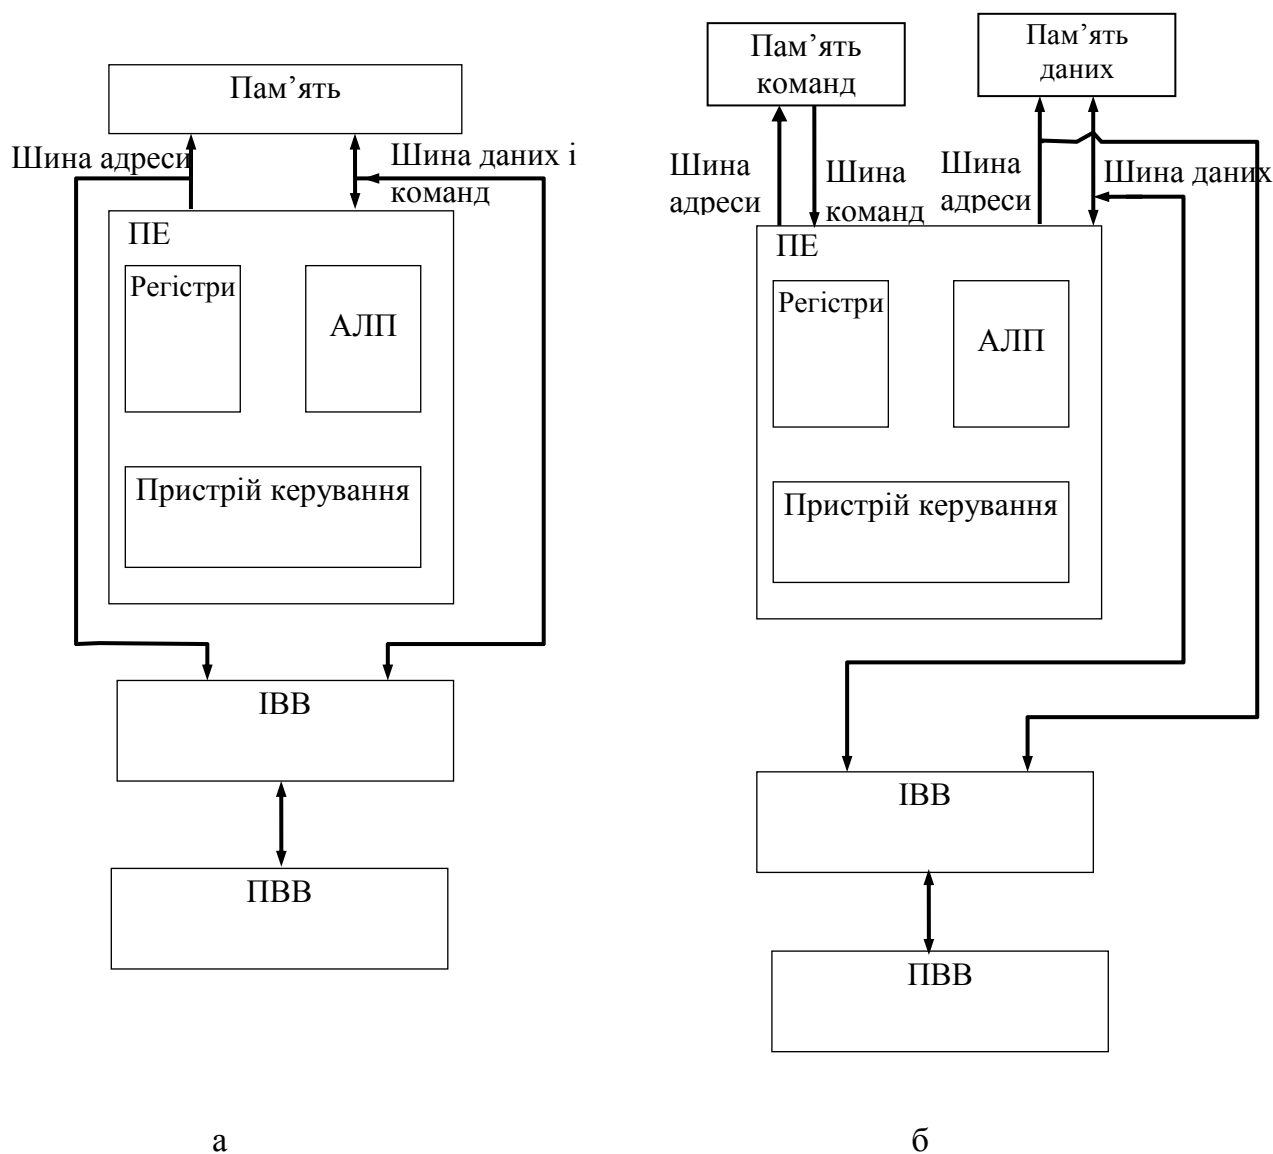 Пам’ять
Шина адреси
Шина даних і
команд
ПЕ
Регістри
АЛП
Пристрій керування
ІВВ
ПВВ
а
Пам’ять
команд
Пам’ять
даних
Шина
адреси
Шина
команд
Шина
адреси
Шина даних
ПЕ
Регістри
АЛП
Пристрій керування
ІВВ
ПВВ
б